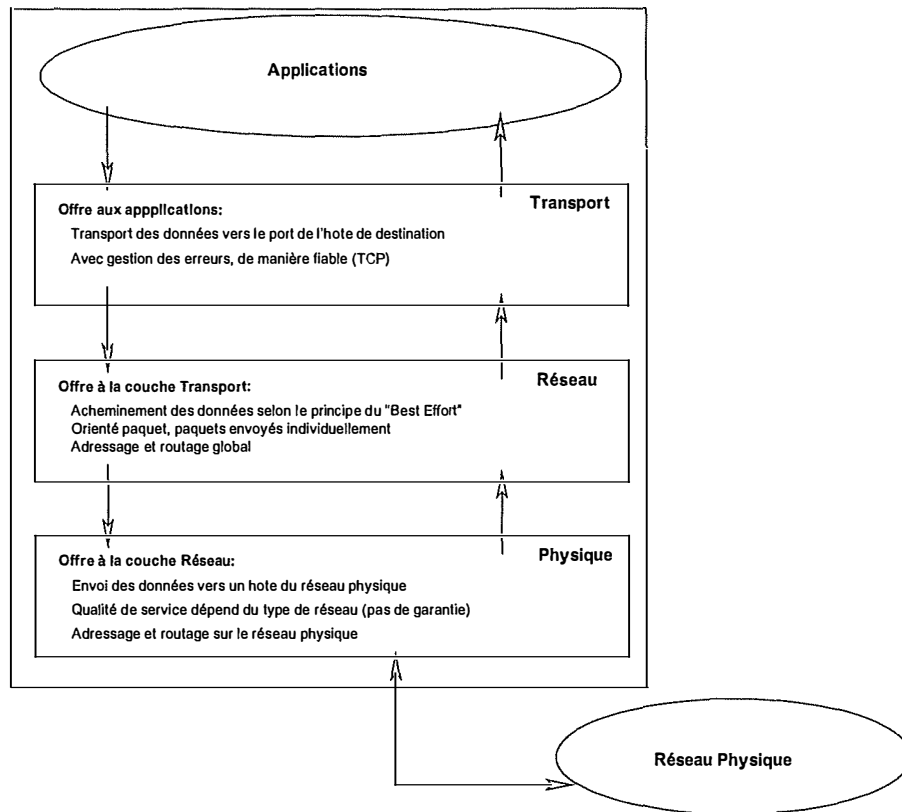 Applications
Transport
Offre aux appplications:
Transport des données vers le port de l'hote de destination
Avec gestion des erreurs, de manière fiable (TCP)
Réseau
Offre à la couche Transport:
Acheminement des données selon le principe du "Best Effort"
Orienté paquet, paquets envoyés individuellement
Adressage et routage global
Physique
Offre à la couche Réseau:
Envoi des données vers un hote du réseau physique
Qualité de service dépend du type de réseau (pas de garantie)
Adressage et routage sur le réseau physique
Réseau Physique